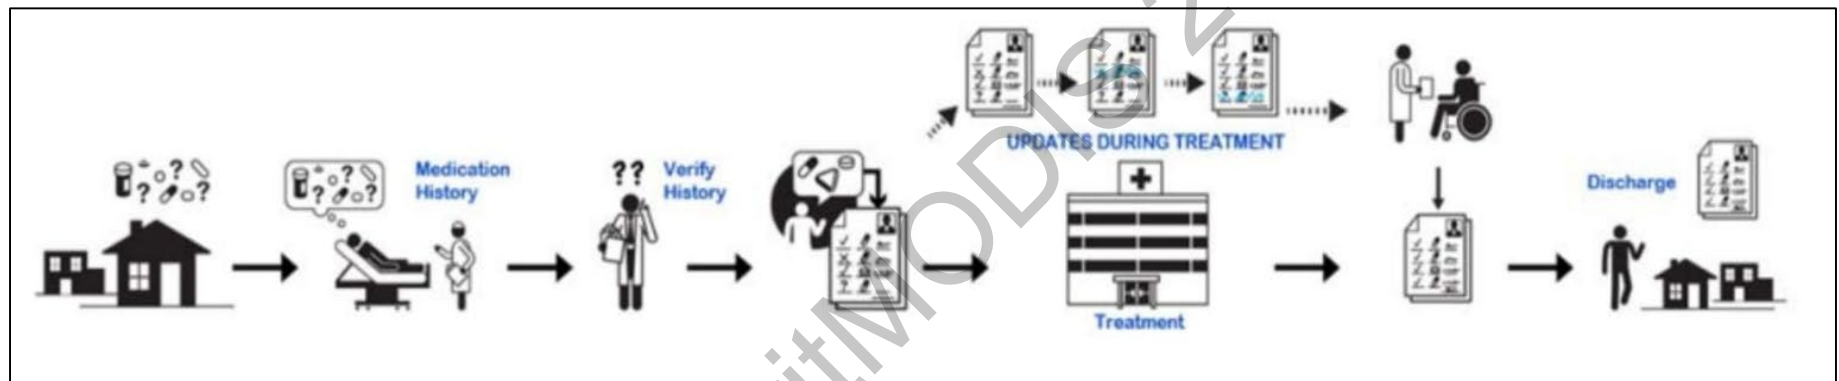 UPDATES DURING TREATMENT
? ? ? ?
? ? ?
Medication
History
? ?
Verify
History
Discharge
Treatment